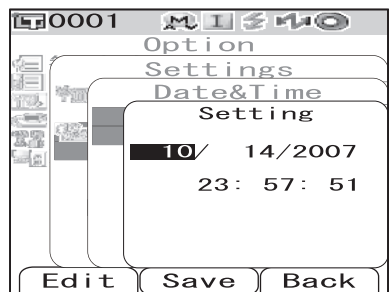 0001 M I
Option
Settings
Date&Time
Setting
10/ 14/2007
23: 57: 51
Edit Save Back